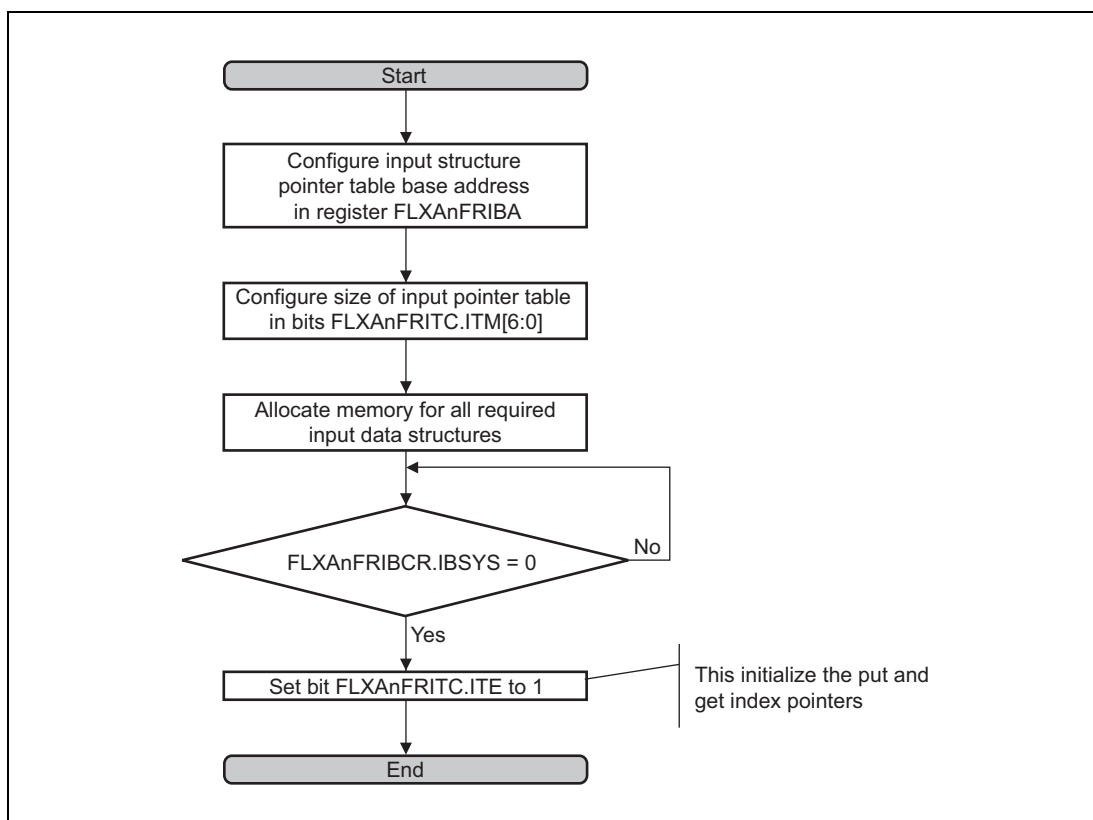 Start
Configure input structure
pointer table base address
in register FLXAnFRIBA
Configure size of input pointer table
in bits FLXAnFRITC.ITM[6:0]
Allocate memory for all required
input data structures
FLXAnFRIBCR.IBSYS = 0
No
Yes
Set bit FLXAnFRITC.ITE to 1
This initialize the put and
get index pointers
End